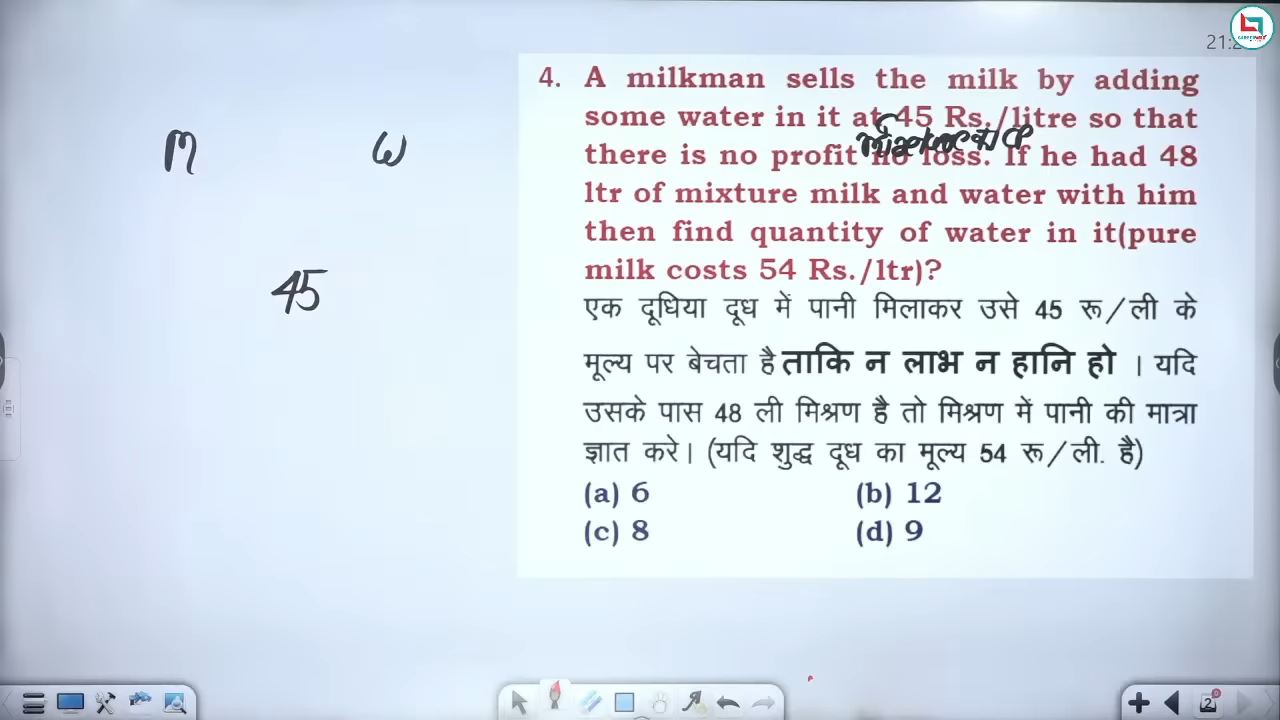 21:2
4. A milkman sells the milk by adding
some water in it at 45 Rs./litre so that
there is no profit no loss. If he had 48
ltr of mixture milk and water with him
then find quantity of water in it(pure
milk costs 54 Rs./ltr)?
एक दूधिया दूध में पानी मिलाकर उसे 45 रू/ली के
मूल्य पर बेचता है ताकि न लाभ न हानि हो । यदि
उसके पास 48 ली मिश्रण है तो मिश्रण में पानी की मात्रा
ज्ञात करे। (यदि शुद्ध दूध का मूल्य 54 रू/ली. है)
(a) 6 (b) 12
(c) 8 (d) 9
M W
45
2